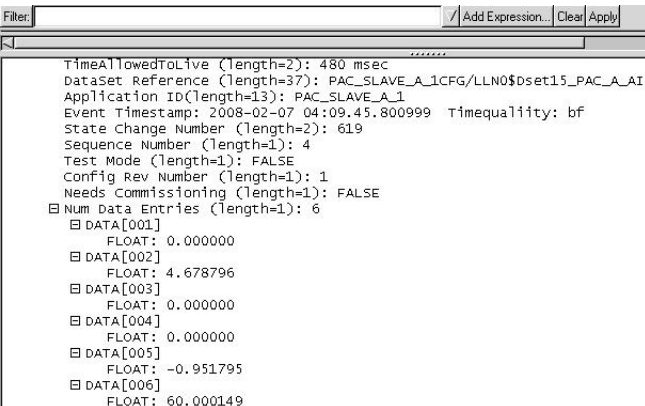 Filter:
Add Expression... Clear Apply
TimeAllowedToLive (length=2): 480 msec
DataSet Reference (length=37): PAC_SLAVE_A_1CFG/LLN0$Dset15_PAC_A_AI
Application ID(length=13): PAC_SLAVE_A_1
Event Timestamp: 2008-02-07 04:09.45.800999 Timequaliity: bf
State Change Number (length=2): 619
Sequence Number (length=1): 4
Test Mode (length=1): FALSE
Config Rev Number (length=1): 1
Needs Commissioning (length=1): FALSE
Num Data Entries (length=1): 6
DATA[001]
FLOAT: 0.000000
DATA[002]
FLOAT: 4.678796
DATA[003]
FLOAT: 0.000000
DATA[004]
FLOAT: 0.000000
DATA[005]
FLOAT: -0.951795
DATA[006]
FLOAT: 60.000149